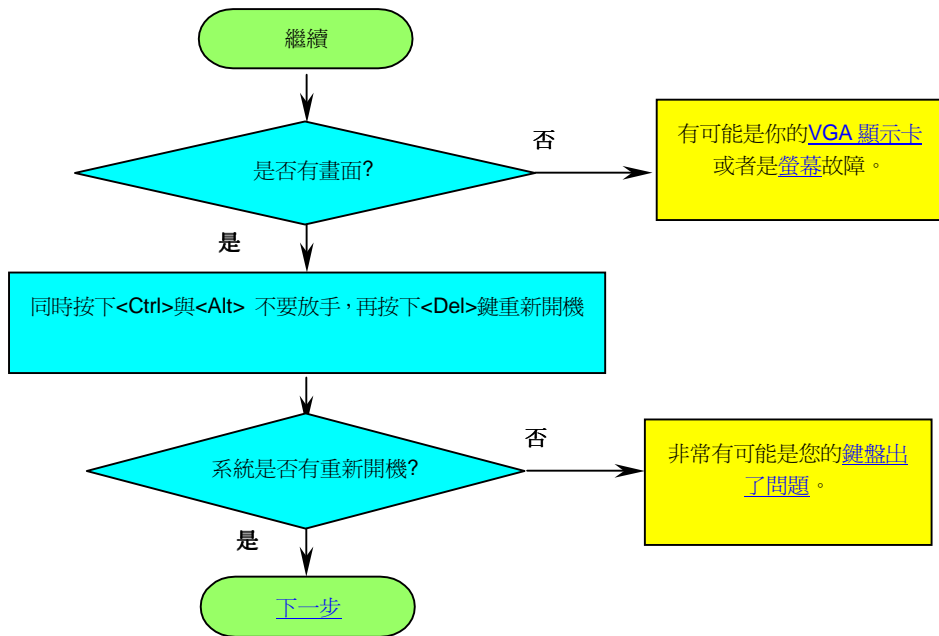 繼續
是否有畫面?
否
有可能是你的VGA 顯示卡
或者是螢幕故障。
是
同時按下<Ctrl>與<Alt> 不要放手，再按下<Del>鍵重新開機
系統是否有重新開機?
否
非常有可能是您的鍵盤出
了問題。
是
下一步